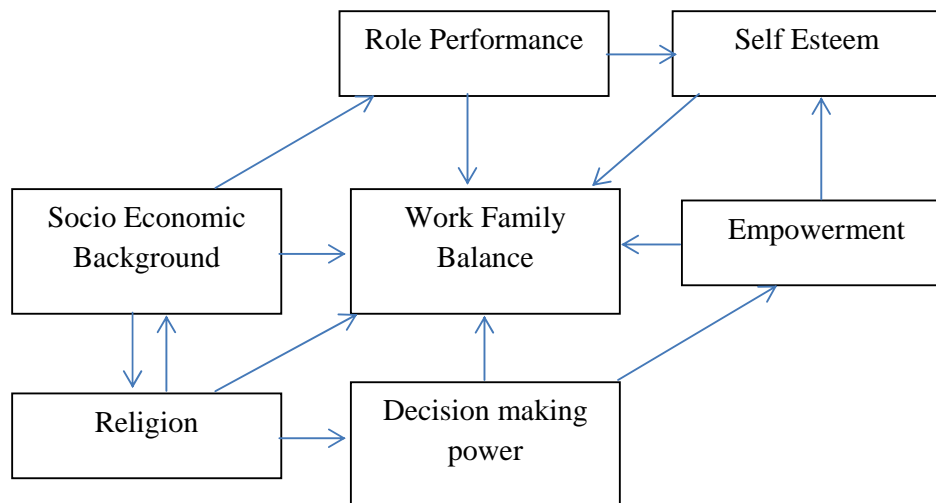 Role Performance
Self Esteem
Socio Economic
Background
Work Family
Balance
Empowerment
Religion
Decision making
power